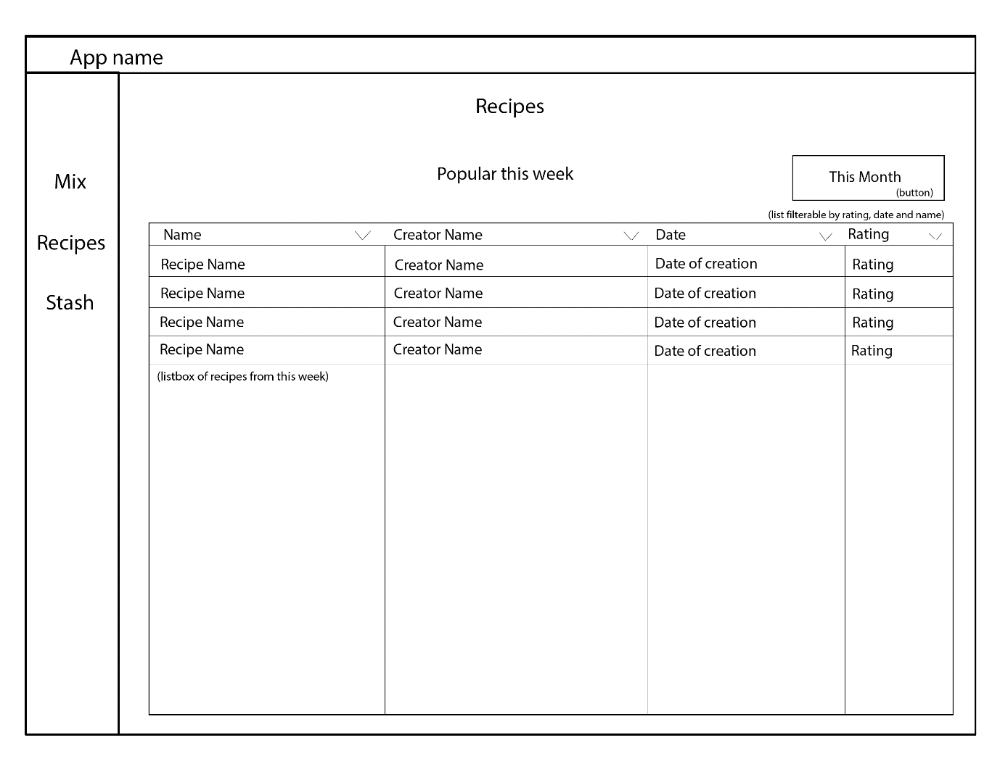 App name
Recipes
Mix
Recipes
Stash
Popular this week
This Month
(button)
(list filterable by rating, date and name)
Name Creator Name Date Rating
Recipe Name Creator Name Date of creation Rating
Recipe Name Creator Name Date of creation Rating
Recipe Name Creator Name Date of creation Rating
Recipe Name Creator Name Date of creation Rating
(listbox of recipes from this week)